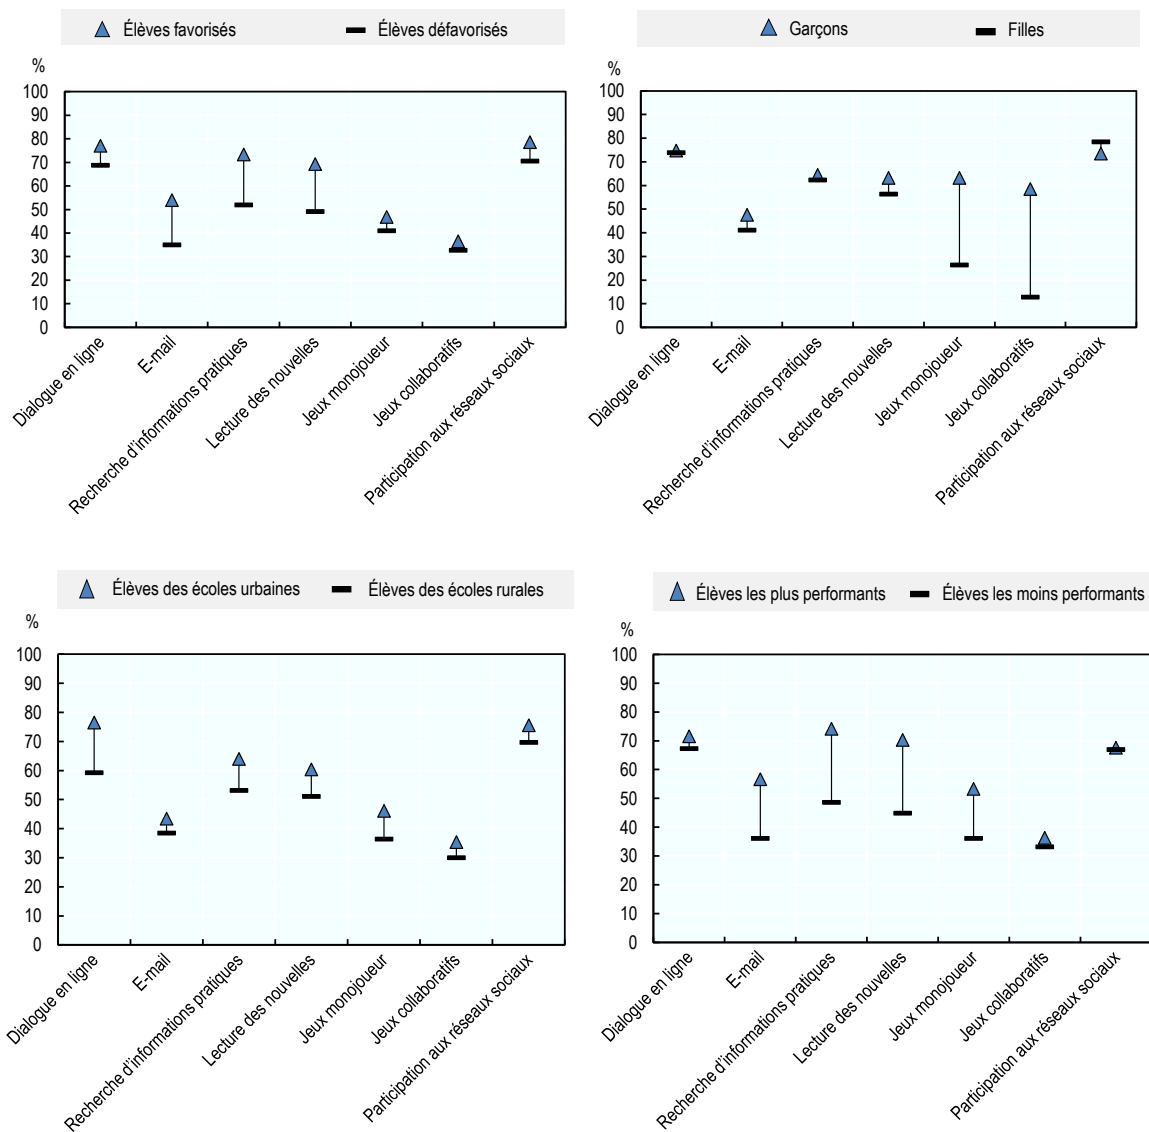 Élèves favorisés
Élèves défavorisés
%
100
90
80
70
60
50
40
30
20
10
0
Dialogue en ligne
E-mail
Recherche d'informations pratiques
Lecture des nouvelles
Jeux monojoueur
Jeux collaboratifs
Participation aux réseaux sociaux
Garçons
Filles
%
100
90
80
70
60
50
40
30
20
10
0
Dialogue en ligne
E-mail
Recherche d'informations pratiques
Lecture des nouvelles
Jeux monojoueur
Jeux collaboratifs
Participation aux réseaux sociaux
Élèves des écoles urbaines
Élèves des écoles rurales
%
100
90
80
70
60
50
40
30
20
10
0
Dialogue en ligne
E-mail
Recherche d'informations pratiques
Lecture des nouvelles
Jeux monojoueur
Jeux collaboratifs
Participation aux réseaux sociaux
Élèves les plus performants
Élèves les moins performants
%
100
90
80
70
60
50
40
30
20
10
0
Dialogue en ligne
E-mail
Recherche d'informations pratiques
Lecture des nouvelles
Jeux monojoueur
Jeux collaboratifs
Participation aux réseaux sociaux